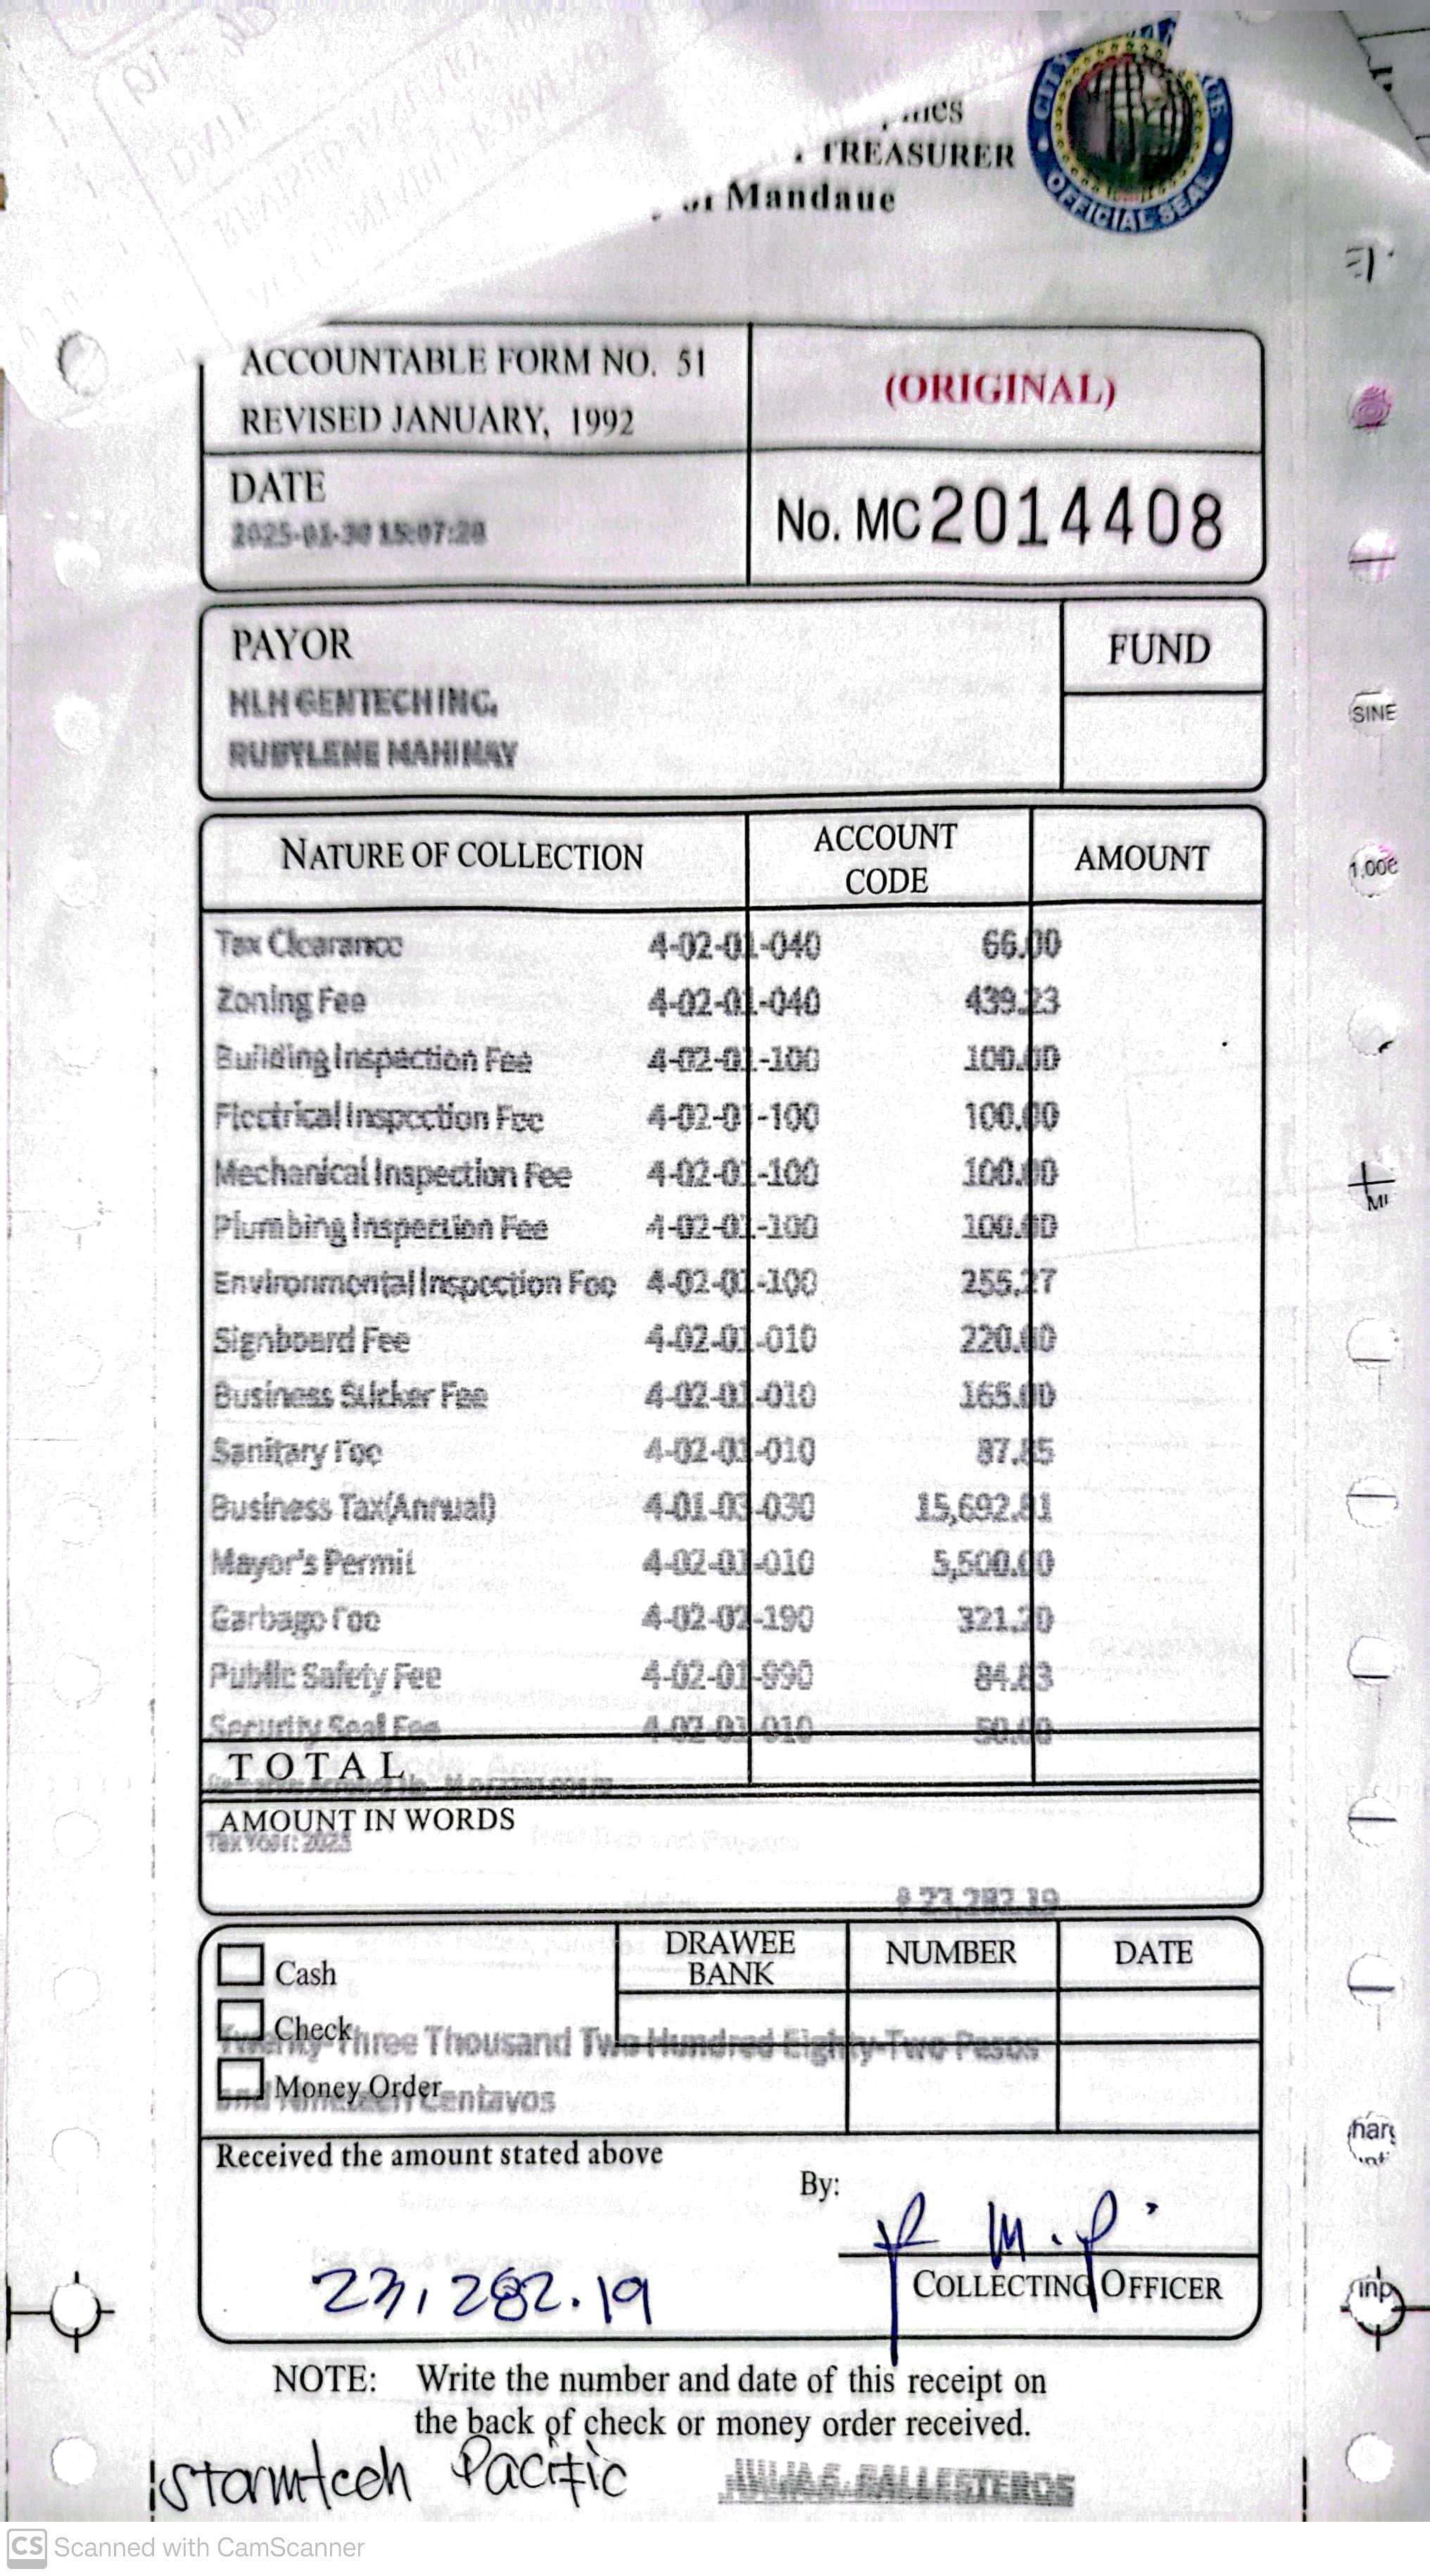 TREASURER
Mandaue
OFFICIAL SEAL
ACCOUNTABLE FORM NO. 51
REVISED JANUARY, 1992
(ORIGINAL)
DATE
2025-01-30 15:07:28
No. MC 2014408
PAYOR
FUND
NLH GENTECH INC.
RUBYLENE MAHINAY
NATURE OF COLLECTION ACCOUNT CODE AMOUNT
Tax Clearance 4-02-01-040 66.00
Zoning Fee 4-02-01-040 439.23
Building Inspection Fee 4-02-01-100 100.00
Electrical Inspection Fee 4-02-01-100 100.00
Mechanical Inspection Fee 4-02-01-100 100.00
Plumbing Inspection Fee 4-02-01-100 100.00
Environmental Inspection Fee 4-02-01-100 255.27
Signboard Fee 4-02-01-010 220.00
Business Sticker Fee 4-02-01-010 165.00
Sanitary Fee 4-02-01-010 87.85
Business Tax(Annual) 4-01-03-030 15,692.81
Mayor's Permit 4-02-01-010 5,500.00
Garbage Fee 4-02-02-190 321.20
Public Safety Fee 4-02-01-990 84.83
Security Seal Fee 4-02-01-010 50.00
TOTAL
AMOUNT IN WORDS
Tax Year: 2025
23,282.19
Cash
DRAWEE BANK
NUMBER
DATE
Check
Twenty-Three Thousand Two Hundred Eighty-Two Pesos
Money Order
and Nineteen Centavos
Received the amount stated above
By:
23,282.19
COLLECTING OFFICER
NOTE: Write the number and date of this receipt on
the back of check or money order received.
stormtceh Pacific
BALLESTEROS
SINE
CS Scanned with CamScanner